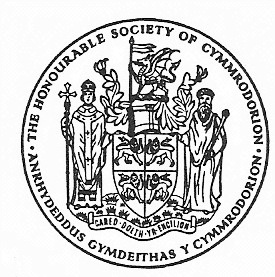 · THE HONOURABLE SOCIETY OF CYMMRODORION ·
ANRHYDEDDUS GYMDEITHAS Y CYMMRODORION.
CARED · DOETH · YR · ENCILION